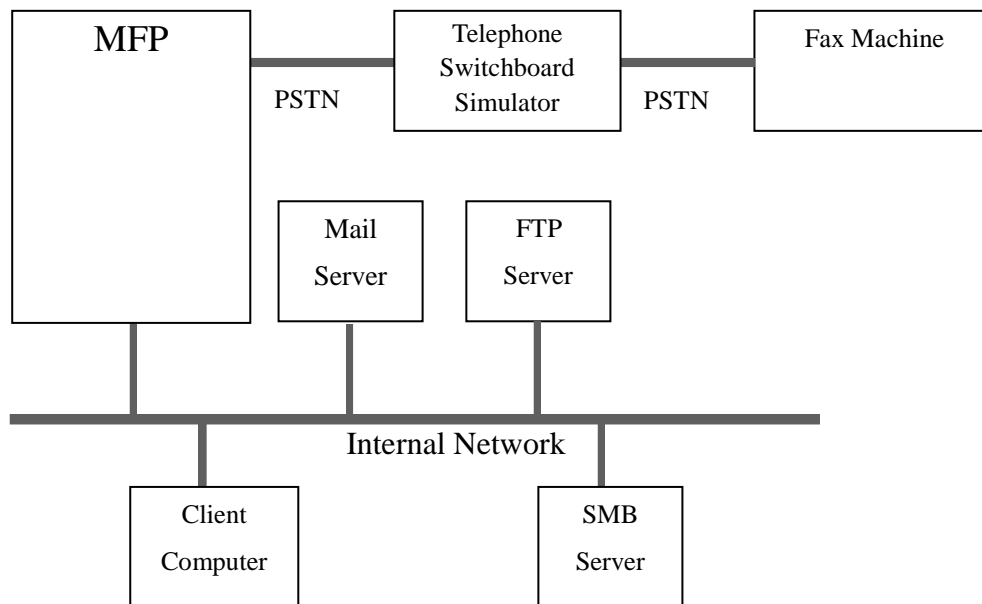 MFP
Telephone
Switchboard
Simulator
Fax Machine
PSTN
PSTN
Mail
Server
FTP
Server
Internal Network
Client
Computer
SMB
Server